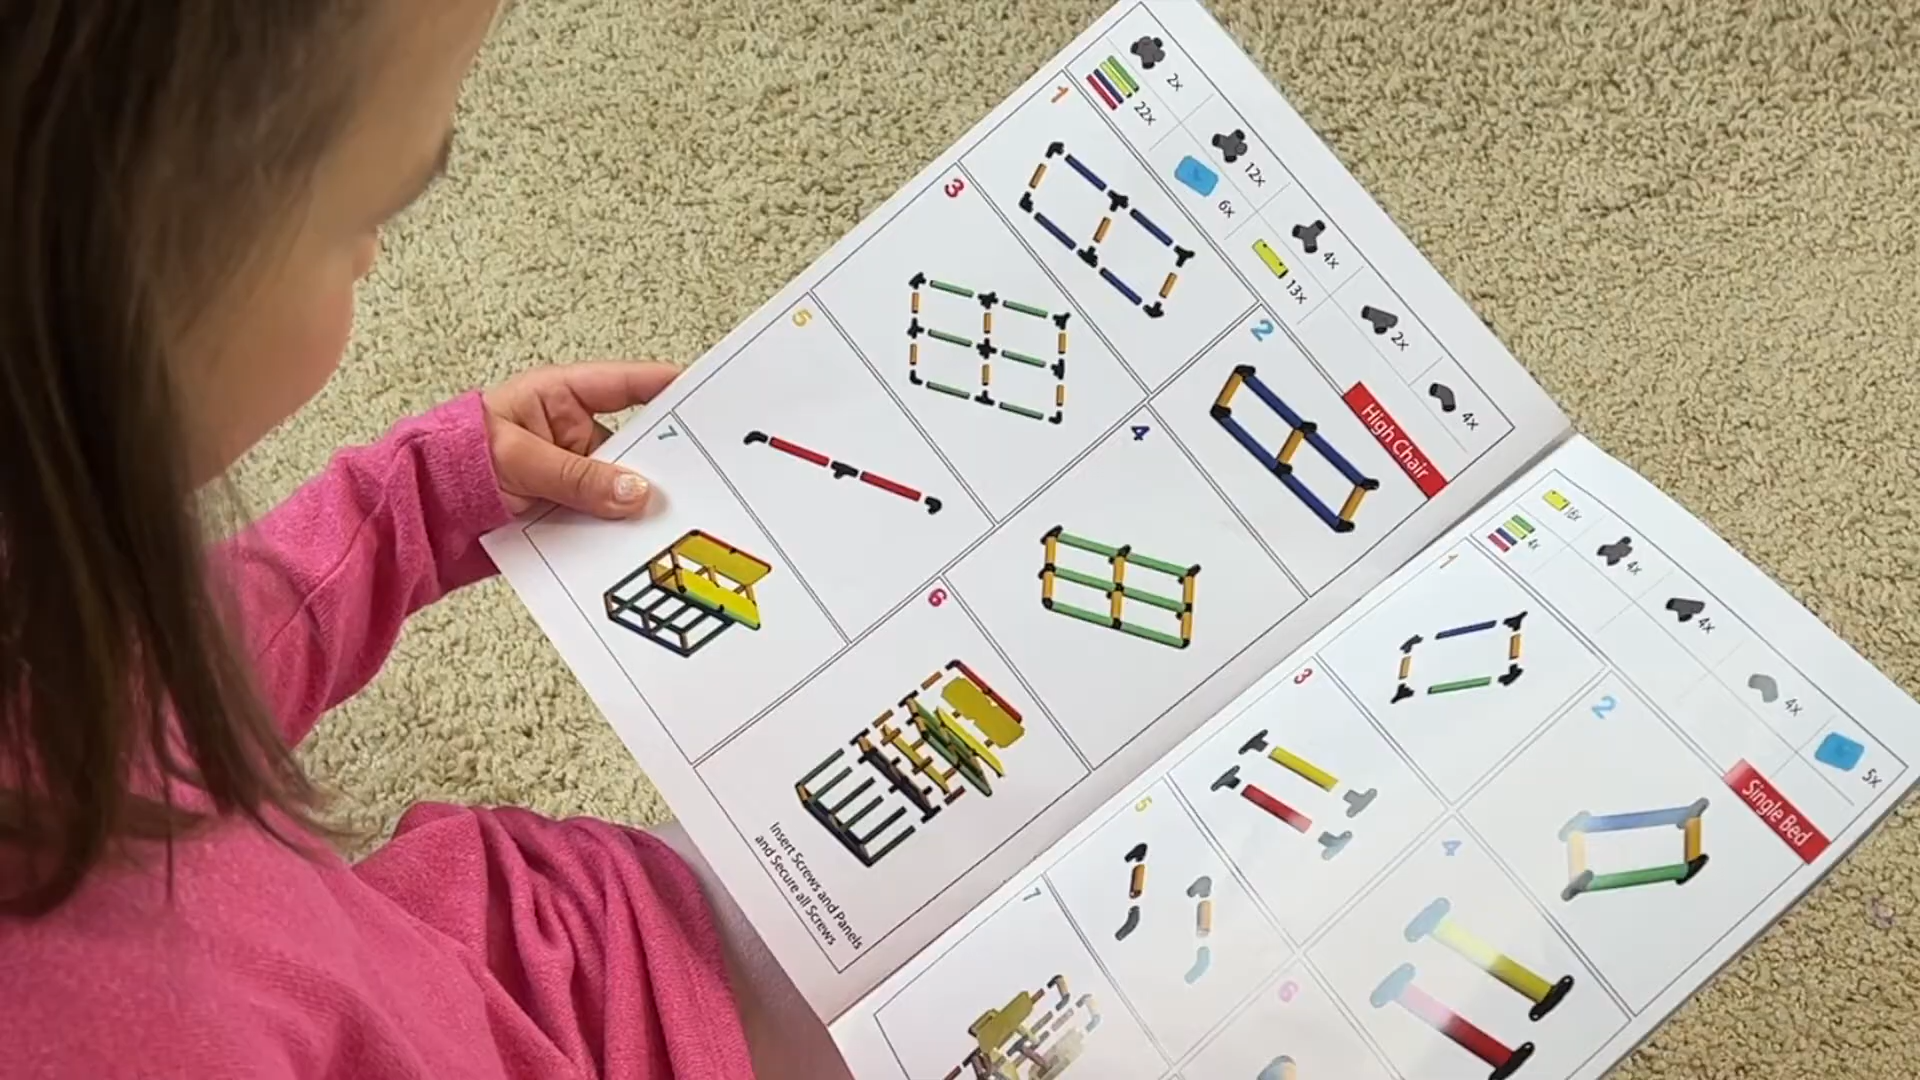 High Chair
2x
12x
4x
2x
4x
22x
6x
13x
1
2
3
4
5
6
7
Insert Screws and Panels
and Secure all Screws
Single Bed
16x
4x
4x
4x
4x
5x
1
2
3
4
5
6
7